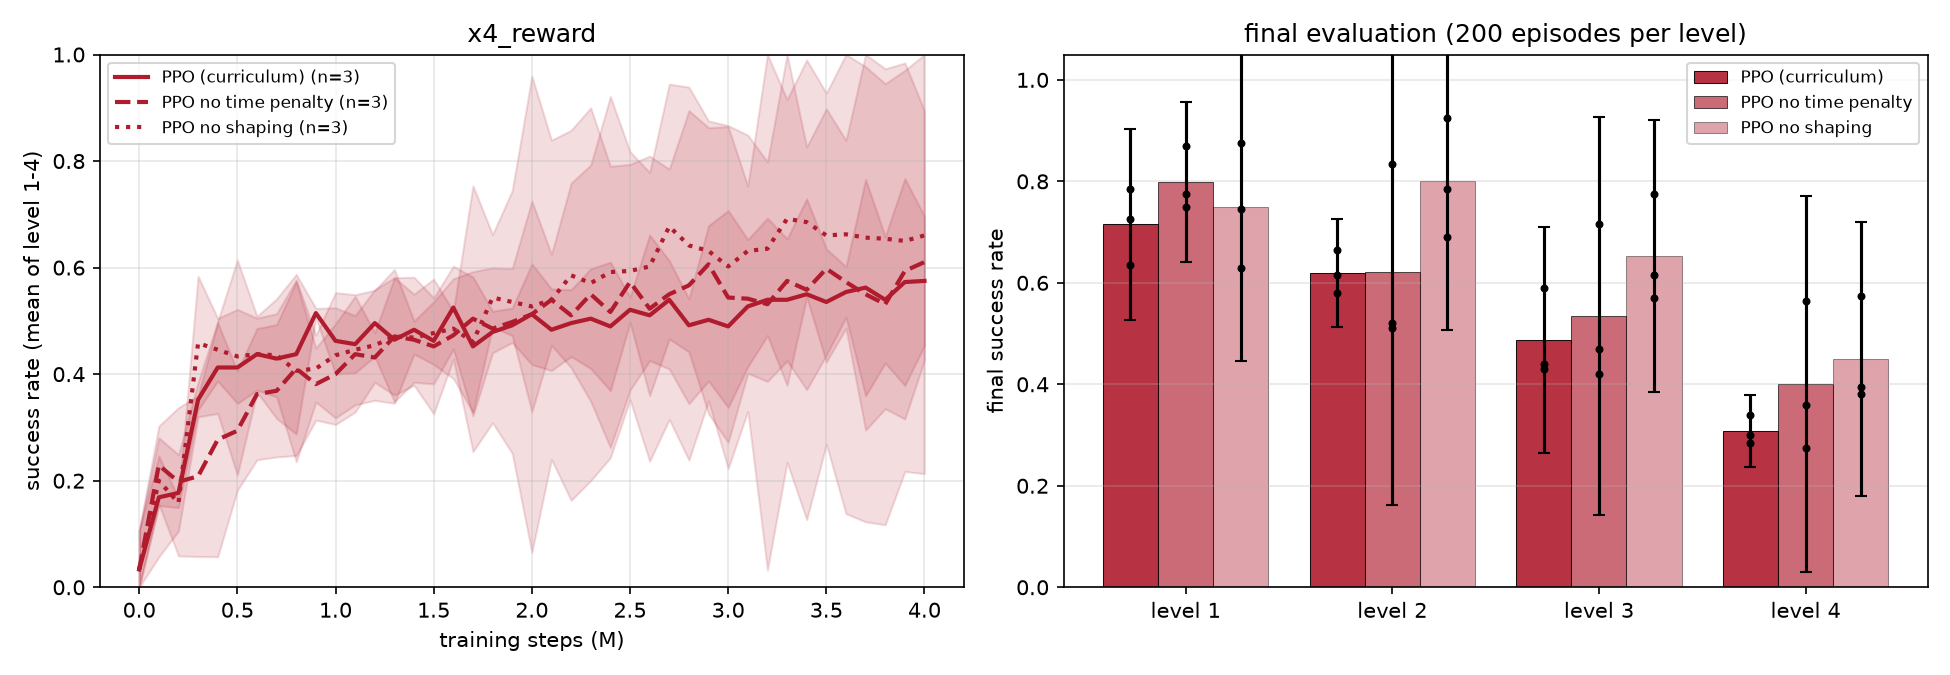 x4_reward
success rate (mean of level 1-4)
1.0
0.8
0.6
0.4
0.2
0.0
PPO (curriculum) (n=3)
PPO no time penalty (n=3)
PPO no shaping (n=3)
0.0 0.5 1.0 1.5 2.0 2.5 3.0 3.5 4.0
training steps (M)
final evaluation (200 episodes per level)
final success rate
1.0
0.8
0.6
0.4
0.2
0.0
PPO (curriculum)
PPO no time penalty
PPO no shaping
level 1 level 2 level 3 level 4